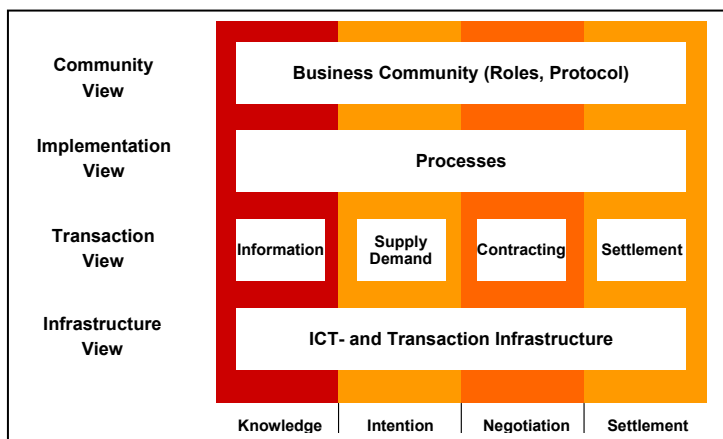 Community
View
Business Community (Roles, Protocol)
Implementation
View
Processes
Transaction
View
Information
Supply
Demand
Contracting
Settlement
Infrastructure
View
ICT- and Transaction Infrastructure
Knowledge
Intention
Negotiation
Settlement